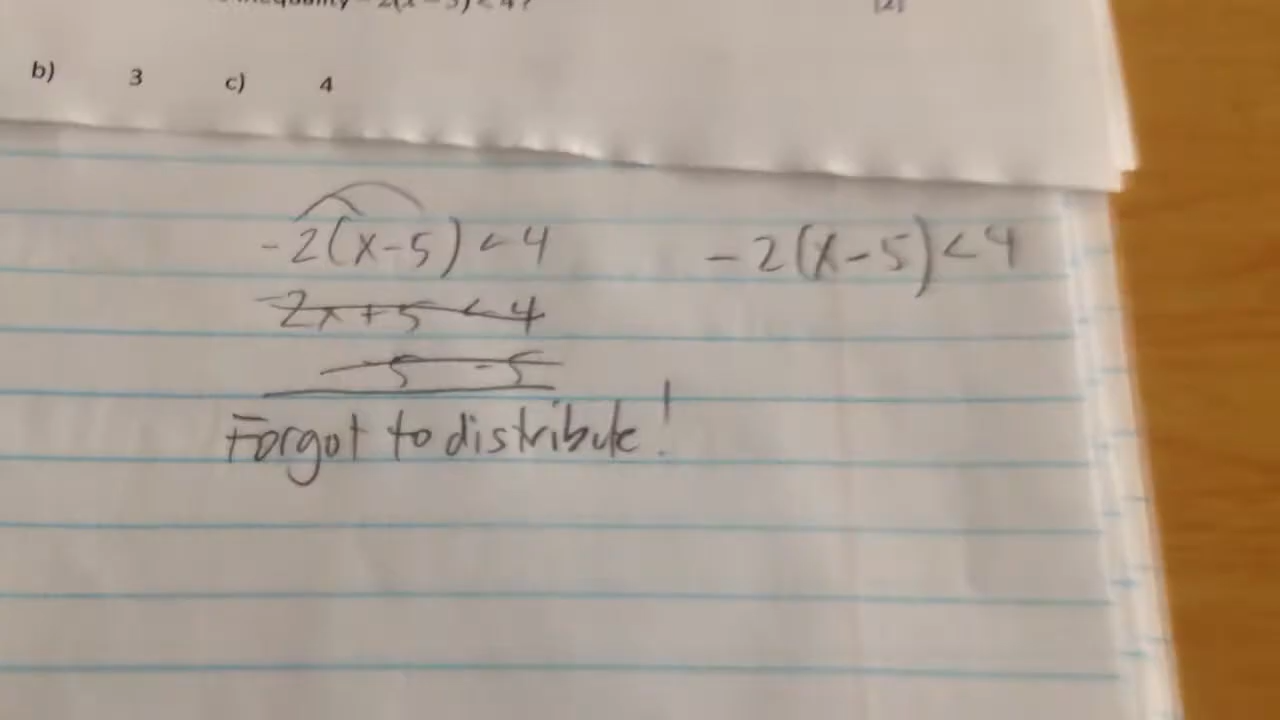 b) 3 c) 4
-2(x-5)<4
-2x+5<4
-5 -5
Forgot to distribute!
-2(x-5)<4